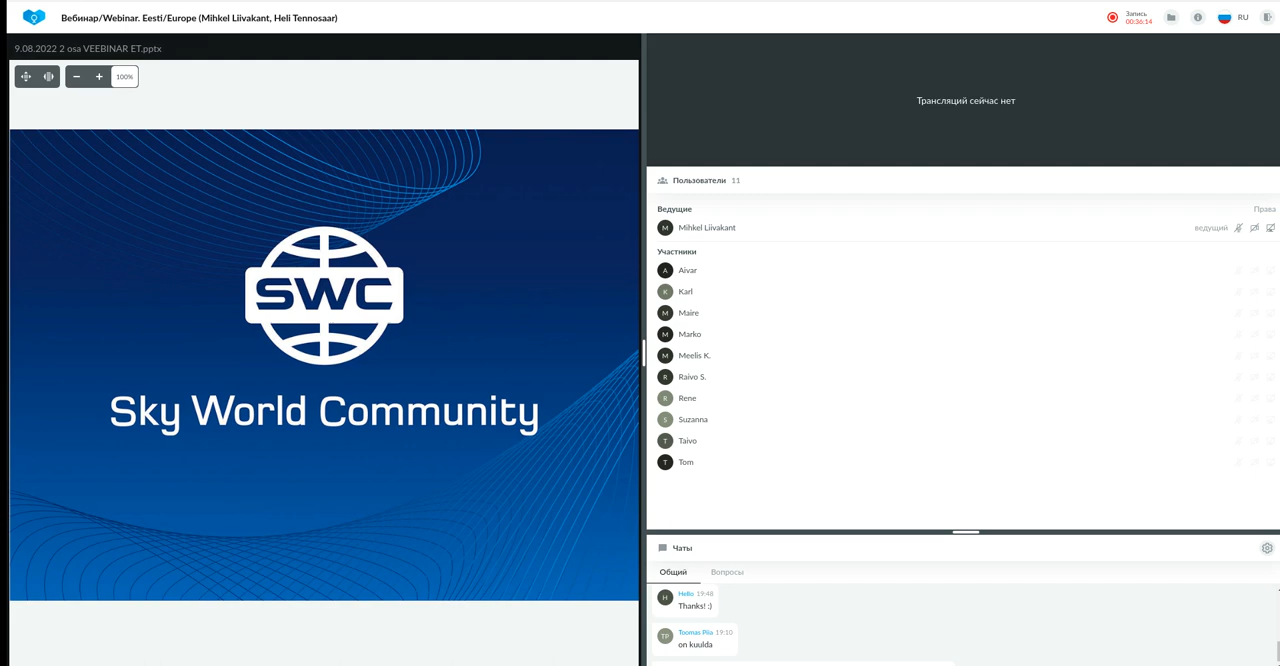 Вебинар/Webinar. Eesti/Europe (Mihkel Liivakant, Heli Tennosaar)
Запись
00:36:14
RU
9.08.2022 2 osa VEEBINAR ET.pptx
100%
SWC
Sky World Community
Трансляций сейчас нет
Пользователи 11
Ведущие Права
M Mihkel Liivakant ведущий
Участники
A Aivar
K Karl
M Maire
M Marko
M Meelis K.
R Raivo S.
R Rene
S Suzanna
T Taivo
T Tom
Чаты
Общий Вопросы
H Hello 19:48
Thanks! :)
TP Toomas Piia 19:10
on kuulda